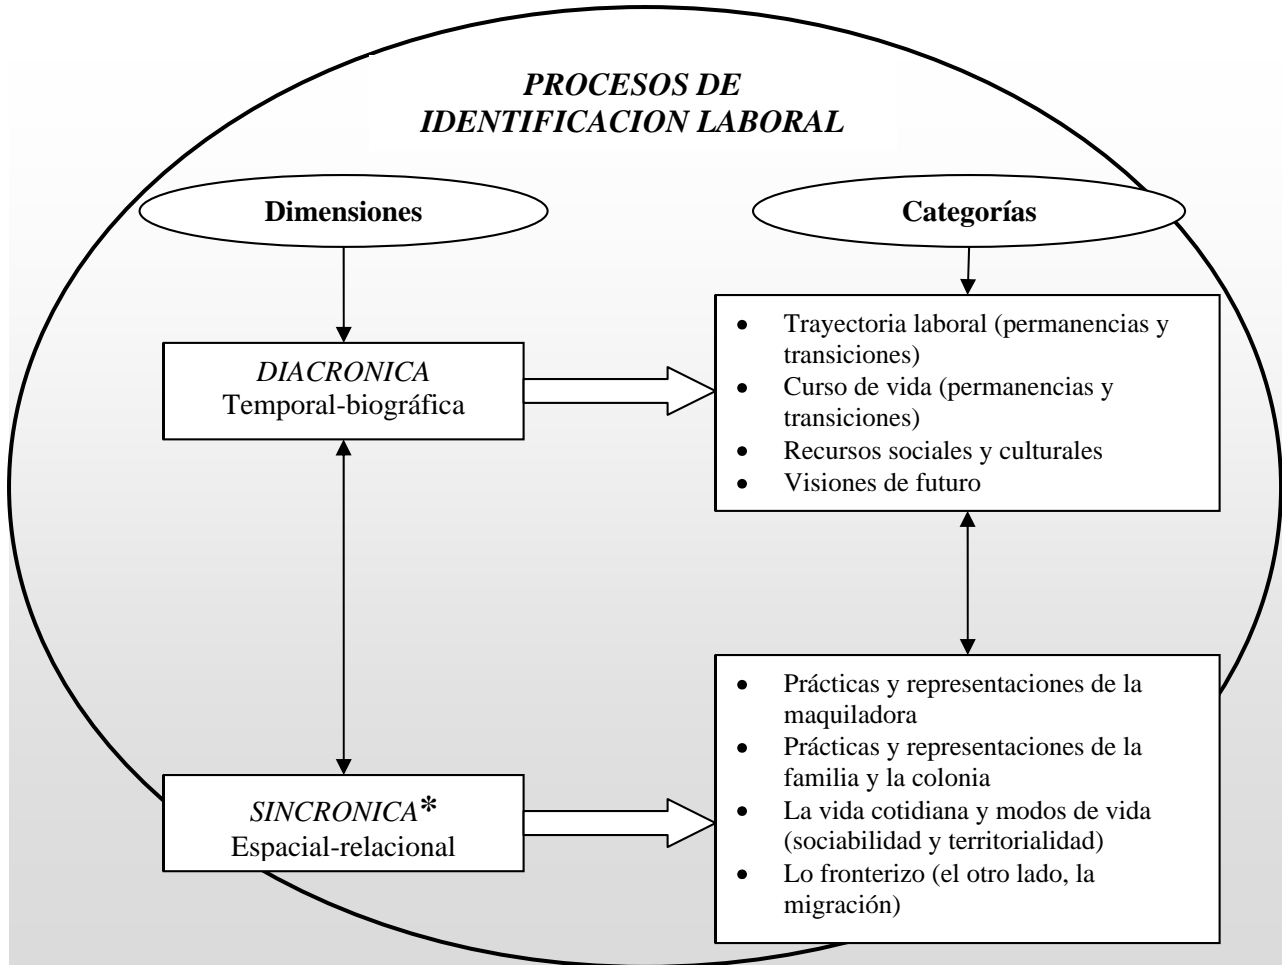 PROCESOS DE
IDENTIFICACION LABORAL
Dimensiones
Categorías
DIACRONICA
Temporal-biográfica
• Trayectoria laboral (permanencias y
transiciones)
• Curso de vida (permanencias y
transiciones)
• Recursos sociales y culturales
• Visiones de futuro
SINCRONICA*
Espacial-relacional
• Prácticas y representaciones de la
maquiladora
• Prácticas y representaciones de la
familia y la colonia
• La vida cotidiana y modos de vida
(sociabilidad y territorialidad)
• Lo fronterizo (el otro lado, la
migración)